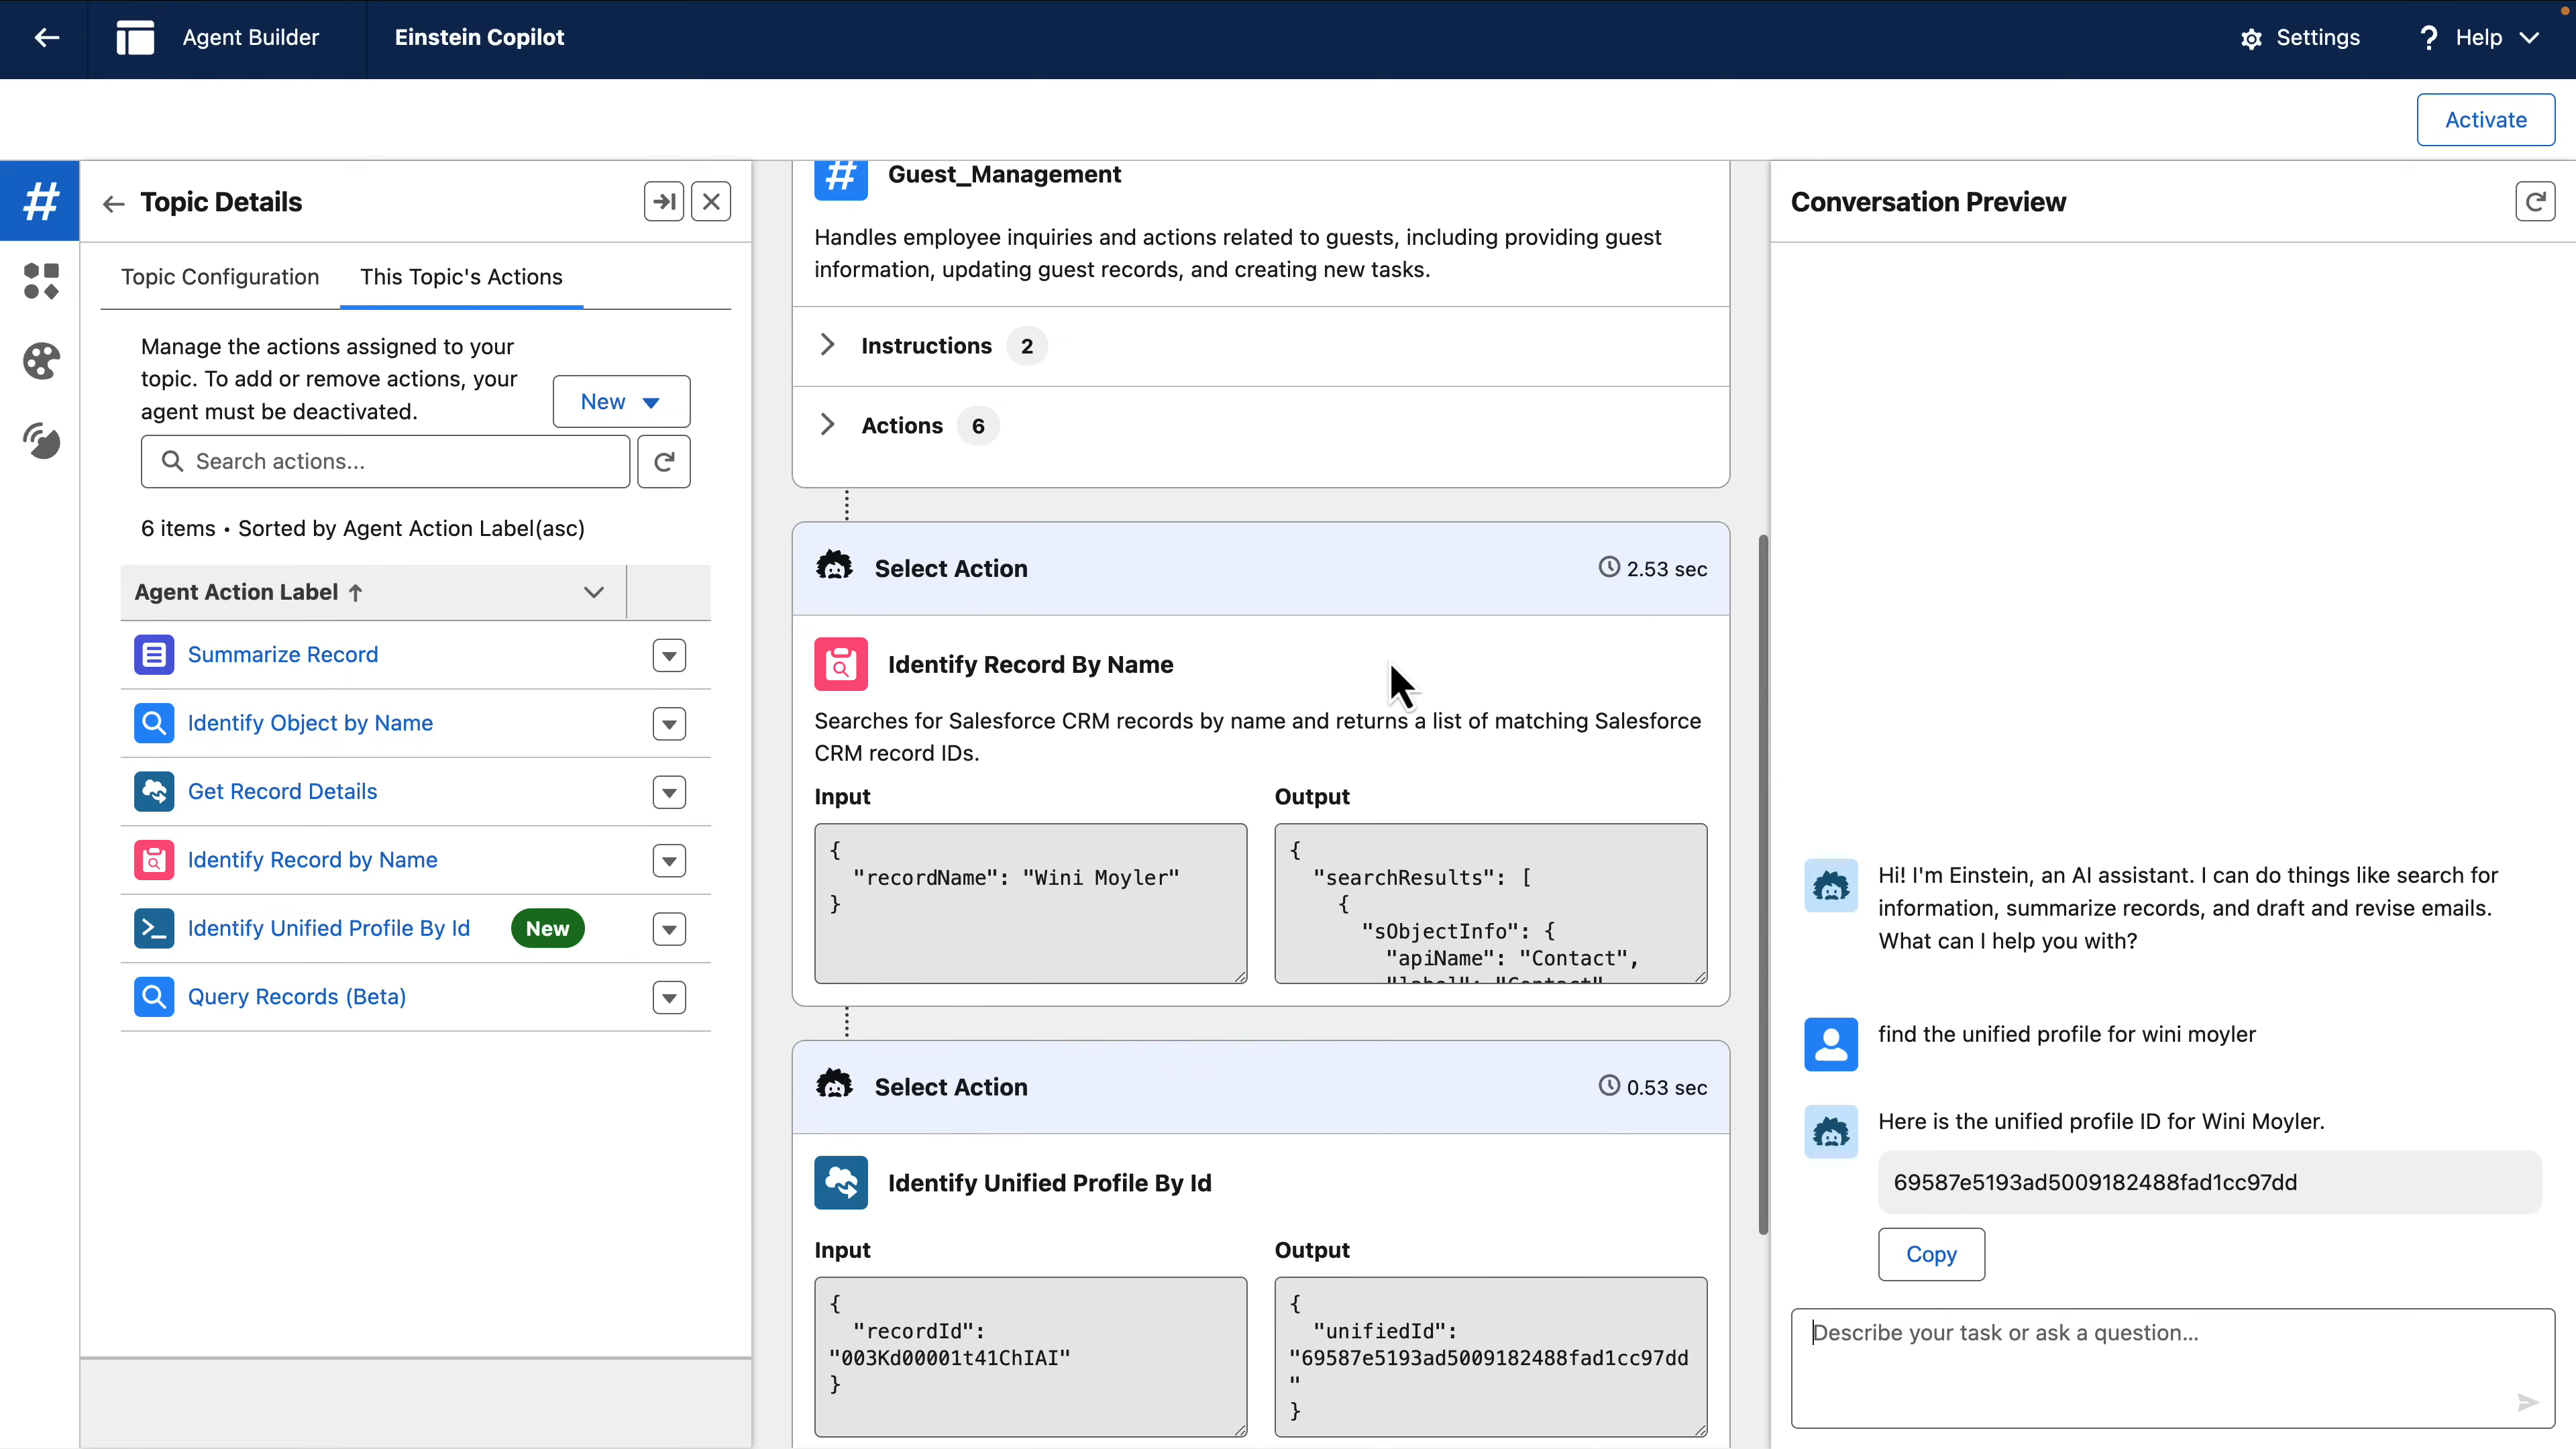 Agent Builder
Einstein Copilot
Settings
? Help
Activate
Topic Details
Topic Configuration
This Topic's Actions
Manage the actions assigned to your
topic. To add or remove actions, your
agent must be deactivated.
New
Search actions...
6 items • Sorted by Agent Action Label(asc)
Agent Action Label ↑
Summarize Record
Identify Object by Name
Get Record Details
Identify Record by Name
Identify Unified Profile By Id
New
Query Records (Beta)
# Guest_Management
Handles employee inquiries and actions related to guests, including providing guest
information, updating guest records, and creating new tasks.
Instructions 2
Actions 6
Select Action
2.53 sec
Identify Record By Name
Searches for Salesforce CRM records by name and returns a list of matching Salesforce
CRM record IDs.
Input
{
"recordName": "Wini Moyler"
}
Output
{
"searchResults": [
{
"sObjectInfo": {
"apiName": "Contact",
"label": "Contact"
Select Action
0.53 sec
Identify Unified Profile By Id
Input
{
"recordId":
"003Kd00001t41ChIAI"
}
Output
{
"unifiedId":
"69587e5193ad5009182488fad1cc97dd
"
}
Conversation Preview
Hi! I'm Einstein, an AI assistant. I can do things like search for
information, summarize records, and draft and revise emails.
What can I help you with?
find the unified profile for wini moyler
Here is the unified profile ID for Wini Moyler.
69587e5193ad5009182488fad1cc97dd
Copy
Describe your task or ask a question...